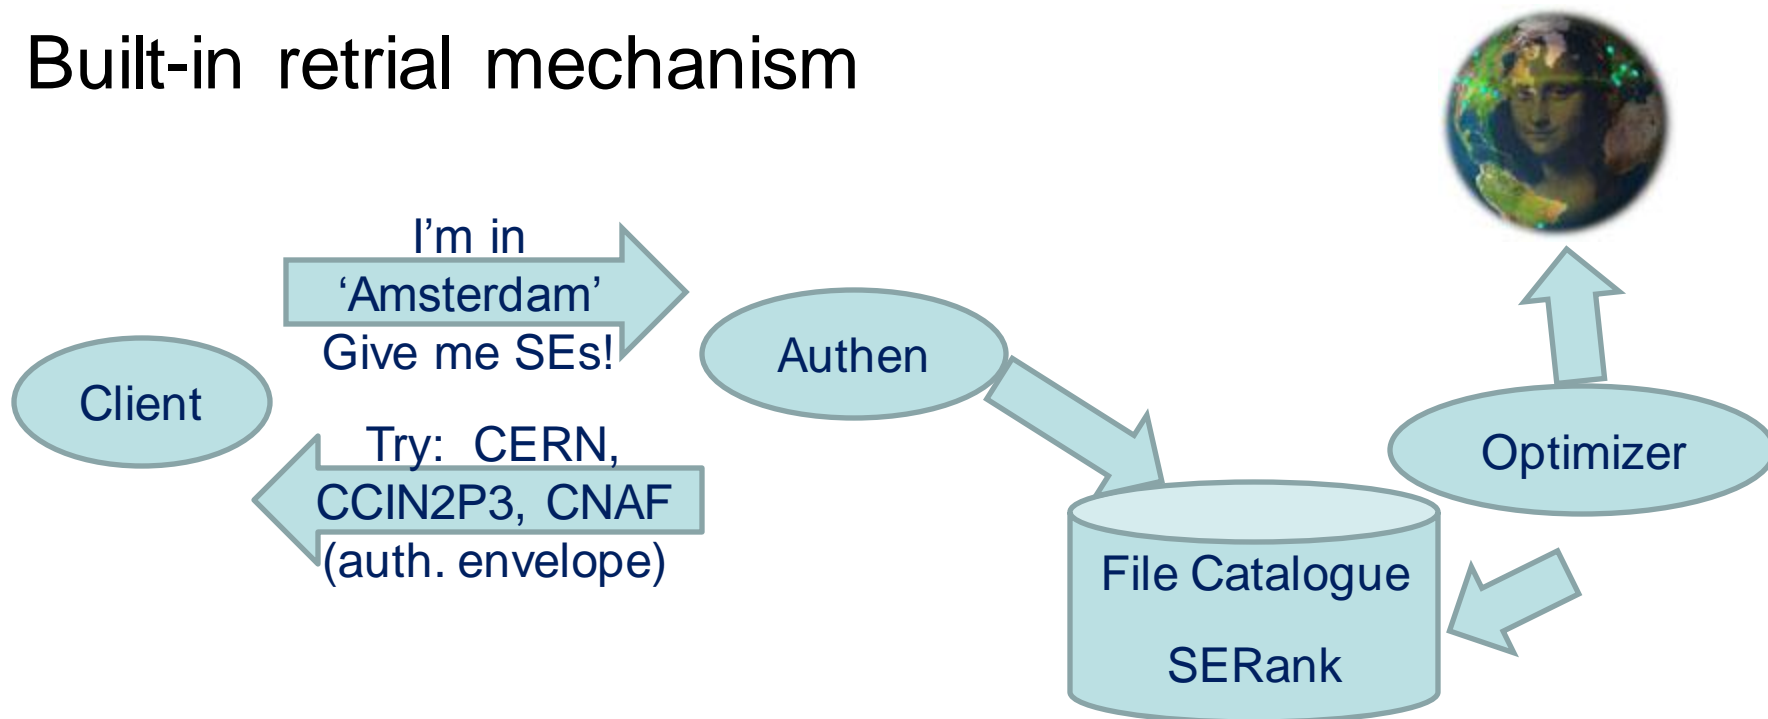 Built-in retrial mechanism
I’m in
‘Amsterdam’
Give me SEs!
Authen
Client
Try: CERN,
CCIN2P3, CNAF
(auth. envelope)
Optimizer
File Catalogue
SERank